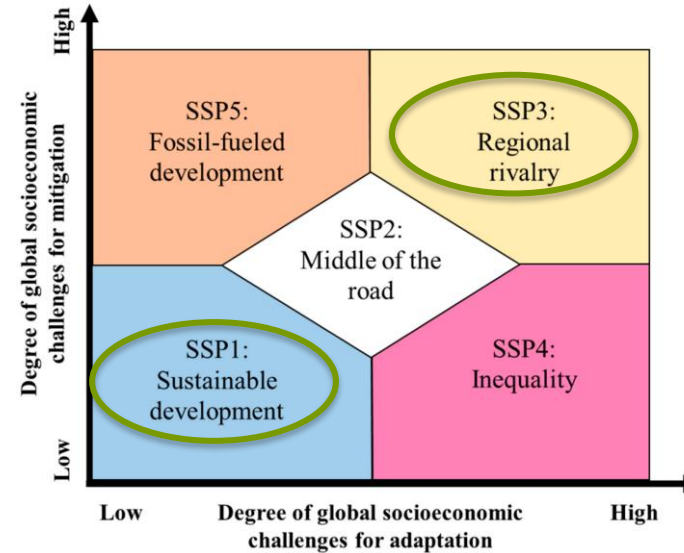 High
Degree of global socioeconomic
challenges for mitigation
Low
SSP5:
Fossil-fueled
development
SSP3:
Regional
rivalry
SSP2:
Middle of the
road
SSP1:
Sustainable
development
SSP4:
Inequality
Low
Degree of global socioeconomic
challenges for adaptation
High